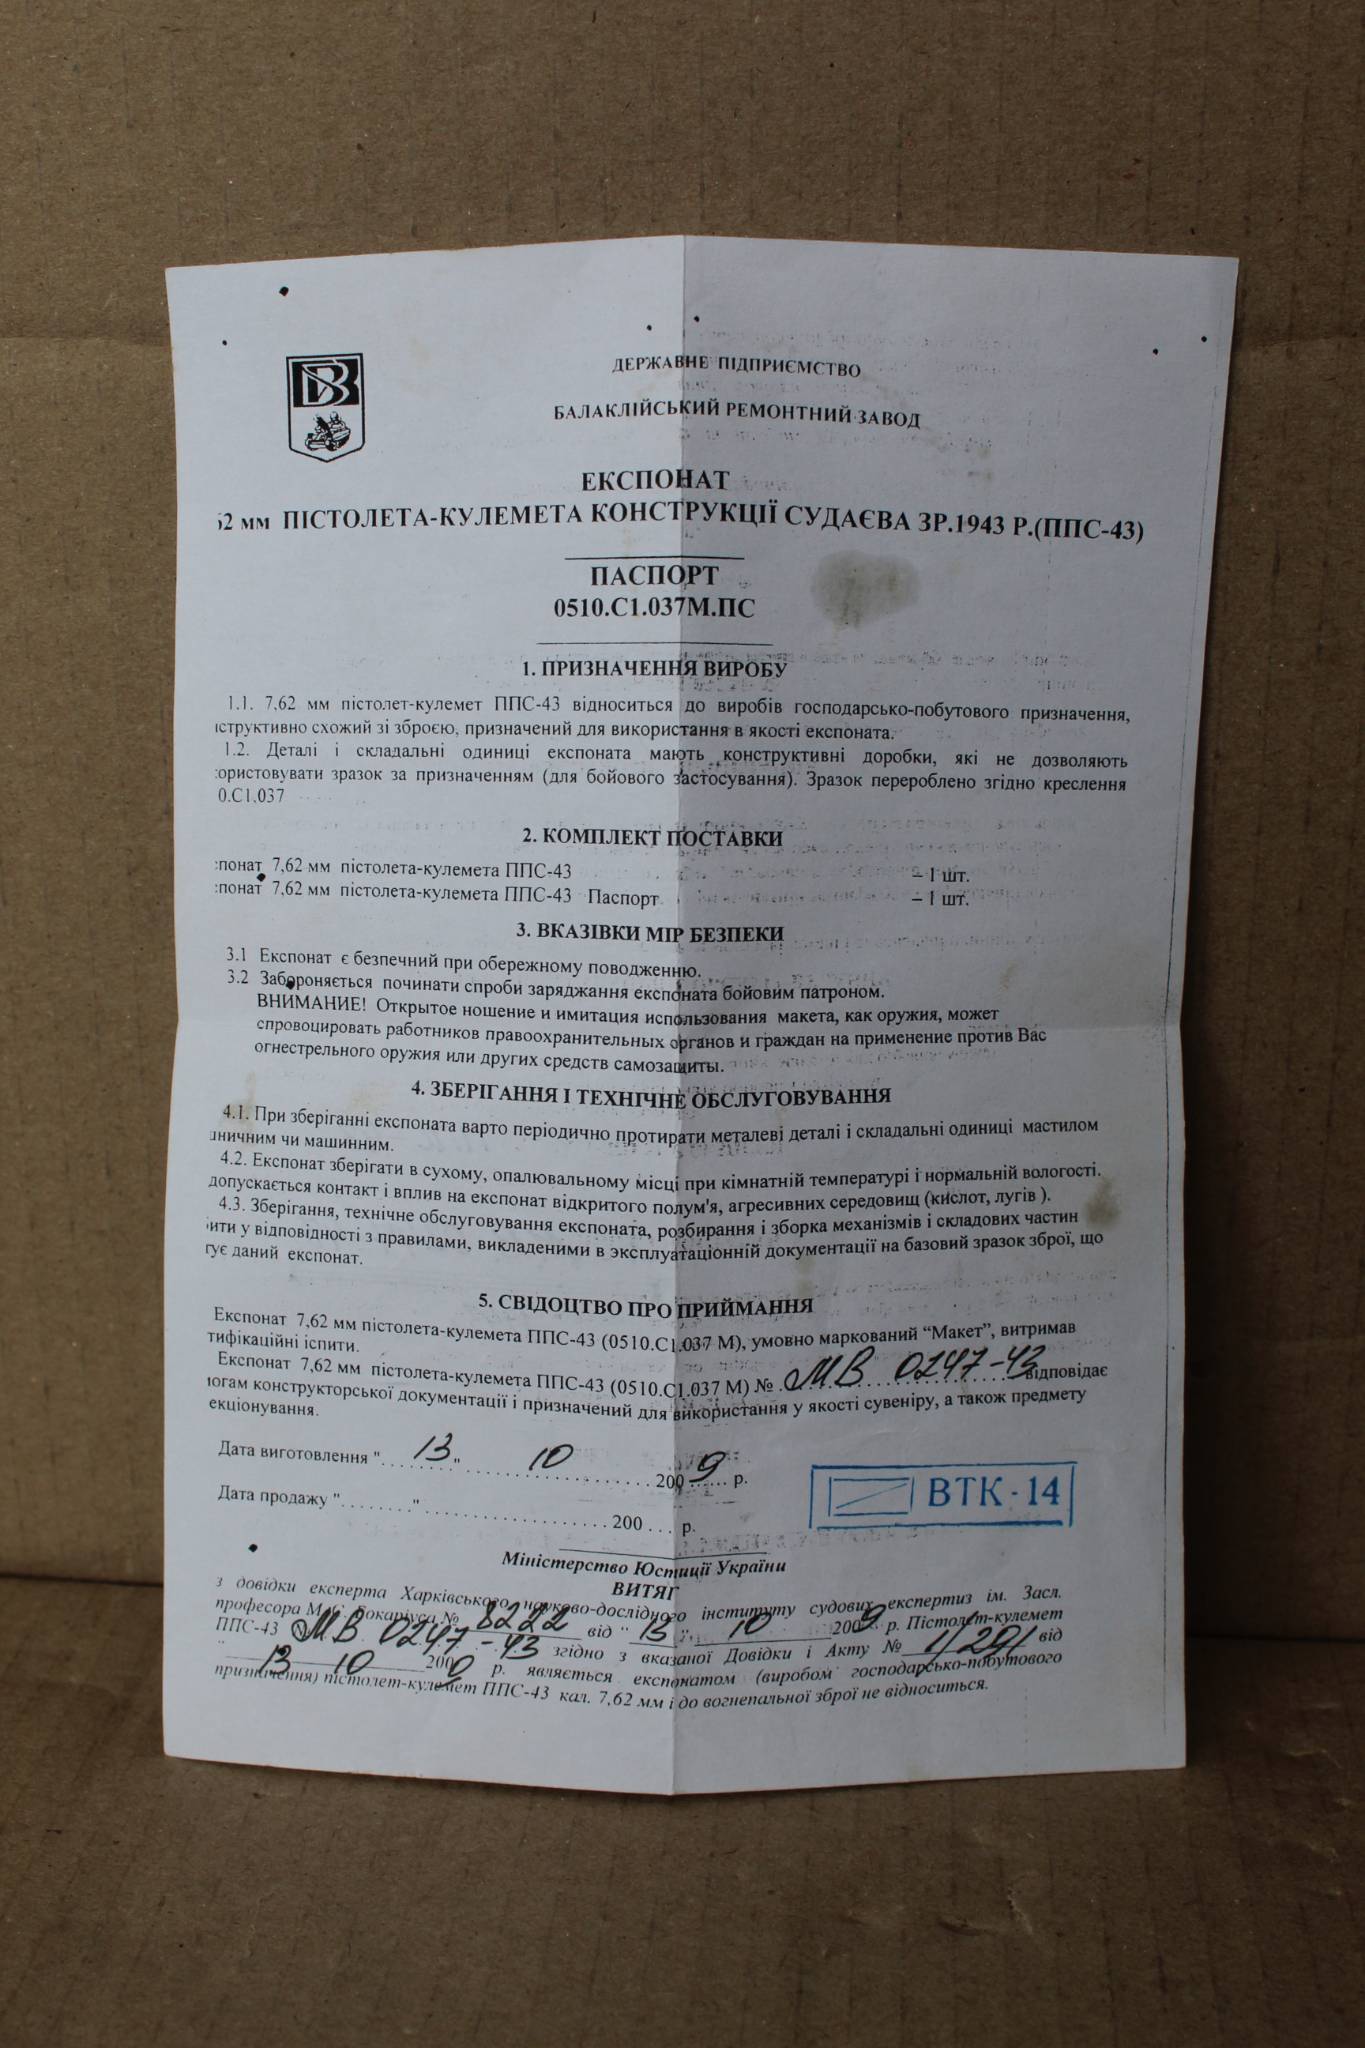 ДЕРЖАВНЕ ПІДПРИЄМСТВО
БАЛАКЛІЙСЬКИЙ РЕМОНТНИЙ ЗАВОД
ЕКСПОНАТ
62 мм ПІСТОЛЕТА-КУЛЕМЕТА КОНСТРУКЦІЇ СУДАЄВА ЗР.1943 Р.(ППС-43)
ПАСПОРТ
0510.С1.037М.ПС
1. ПРИЗНАЧЕННЯ ВИРОБУ
1.1. 7,62 мм пістолет-кулемет ППС-43 відноситься до виробів господарсько-побутового призначення,
нструктивно схожий зі зброєю, призначений для використання в якості експоната.
1.2. Деталі і складальні одиниці експоната мають конструктивні доробки, які не дозволяють
користовувати зразок за призначенням (для бойового застосування). Зразок перероблено згідно креслення
0.С1.037
2. КОМПЛЕКТ ПОСТАВКИ
спонат 7,62 мм пістолета-кулемета ППС-43 – 1 шт.
спонат 7,62 мм пістолета-кулемета ППС-43 Паспорт – 1 шт.
3. ВКАЗІВКИ МІР БЕЗПЕКИ
3.1 Експонат є безпечний при обережному поводженню.
3.2 Забороняється починати спроби заряджання експоната бойовим патроном.
ВНИМАНИЕ! Открытое ношение и имитация использования макета, как оружия, может
спровоцировать работников правоохранительных органов и граждан на применение против Вас
огнестрельного оружия или других средств самозащиты.
4. ЗБЕРІГАННЯ І ТЕХНІЧНЕ ОБСЛУГОВУВАННЯ
4.1. При зберіганні експоната варто періодично протирати металеві деталі і складальні одиниці мастилом
шничним чи машинним.
4.2. Експонат зберігати в сухому, опалювальному місці при кімнатній температурі і нормальній вологості.
допускається контакт і вплив на експонат відкритого полум'я, агресивних середовищ (кислот, лугів ).
4.3. Зберігання, технічне обслуговування експоната, розбирання і зборка механізмів і складових частин
ити у відповідності з правилами, викладеними в эксплуатаціонній документації на базовий зразок зброї, що
гує даний експонат.
5. СВІДОЦТВО ПРО ПРИЙМАННЯ
Експонат 7,62 мм пістолета-кулемета ППС-43 (0510.С1.037 М), умовно маркований “Макет”, витримав
тифікаційні іспити.
Експонат 7,62 мм пістолета-кулемета ППС-43 (0510.С1.037 М) № МВ 0247-43 відповідає
огам конструкторської документації і призначений для використання у якості сувеніру, а також предмету
екціонування.
Дата виготовлення "13" 10 2009 р.
Дата продажу "........" 200 .... р.
ВТК - 14
Міністерство Юстиції України
ВИТЯГ
з довідки експерта Харківського науково-дослідного інституту судових експертиз ім. Засл.
професора М.С. Бокаріуса № 8222 від "13" 10 2009 р. Пістолет-кулемет
ППС-43 МВ 0247-43 згідно з вказаної Довідки і Акту № 1/291 від
" 13 10 2009 р. являється експонатом (виробом господарсько-побутового
призначення) пістолет-кулемет ППС-43 кал. 7,62 мм і до вогнепальної зброї не відноситься.